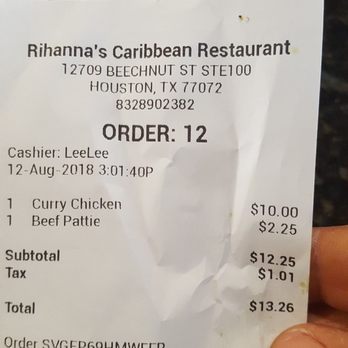 Rihanna's Caribbean Restaurant
12709 BEECHNUT ST STE100
HOUSTON, TX 77072
8328902382
ORDER: 12
Cashier: LeeLee
12-Aug-2018 3:01:40P
1 Curry Chicken $10.00
1 Beef Pattie $2.25
Subtotal $12.25
Tax $1.01
Total $13.26
Order